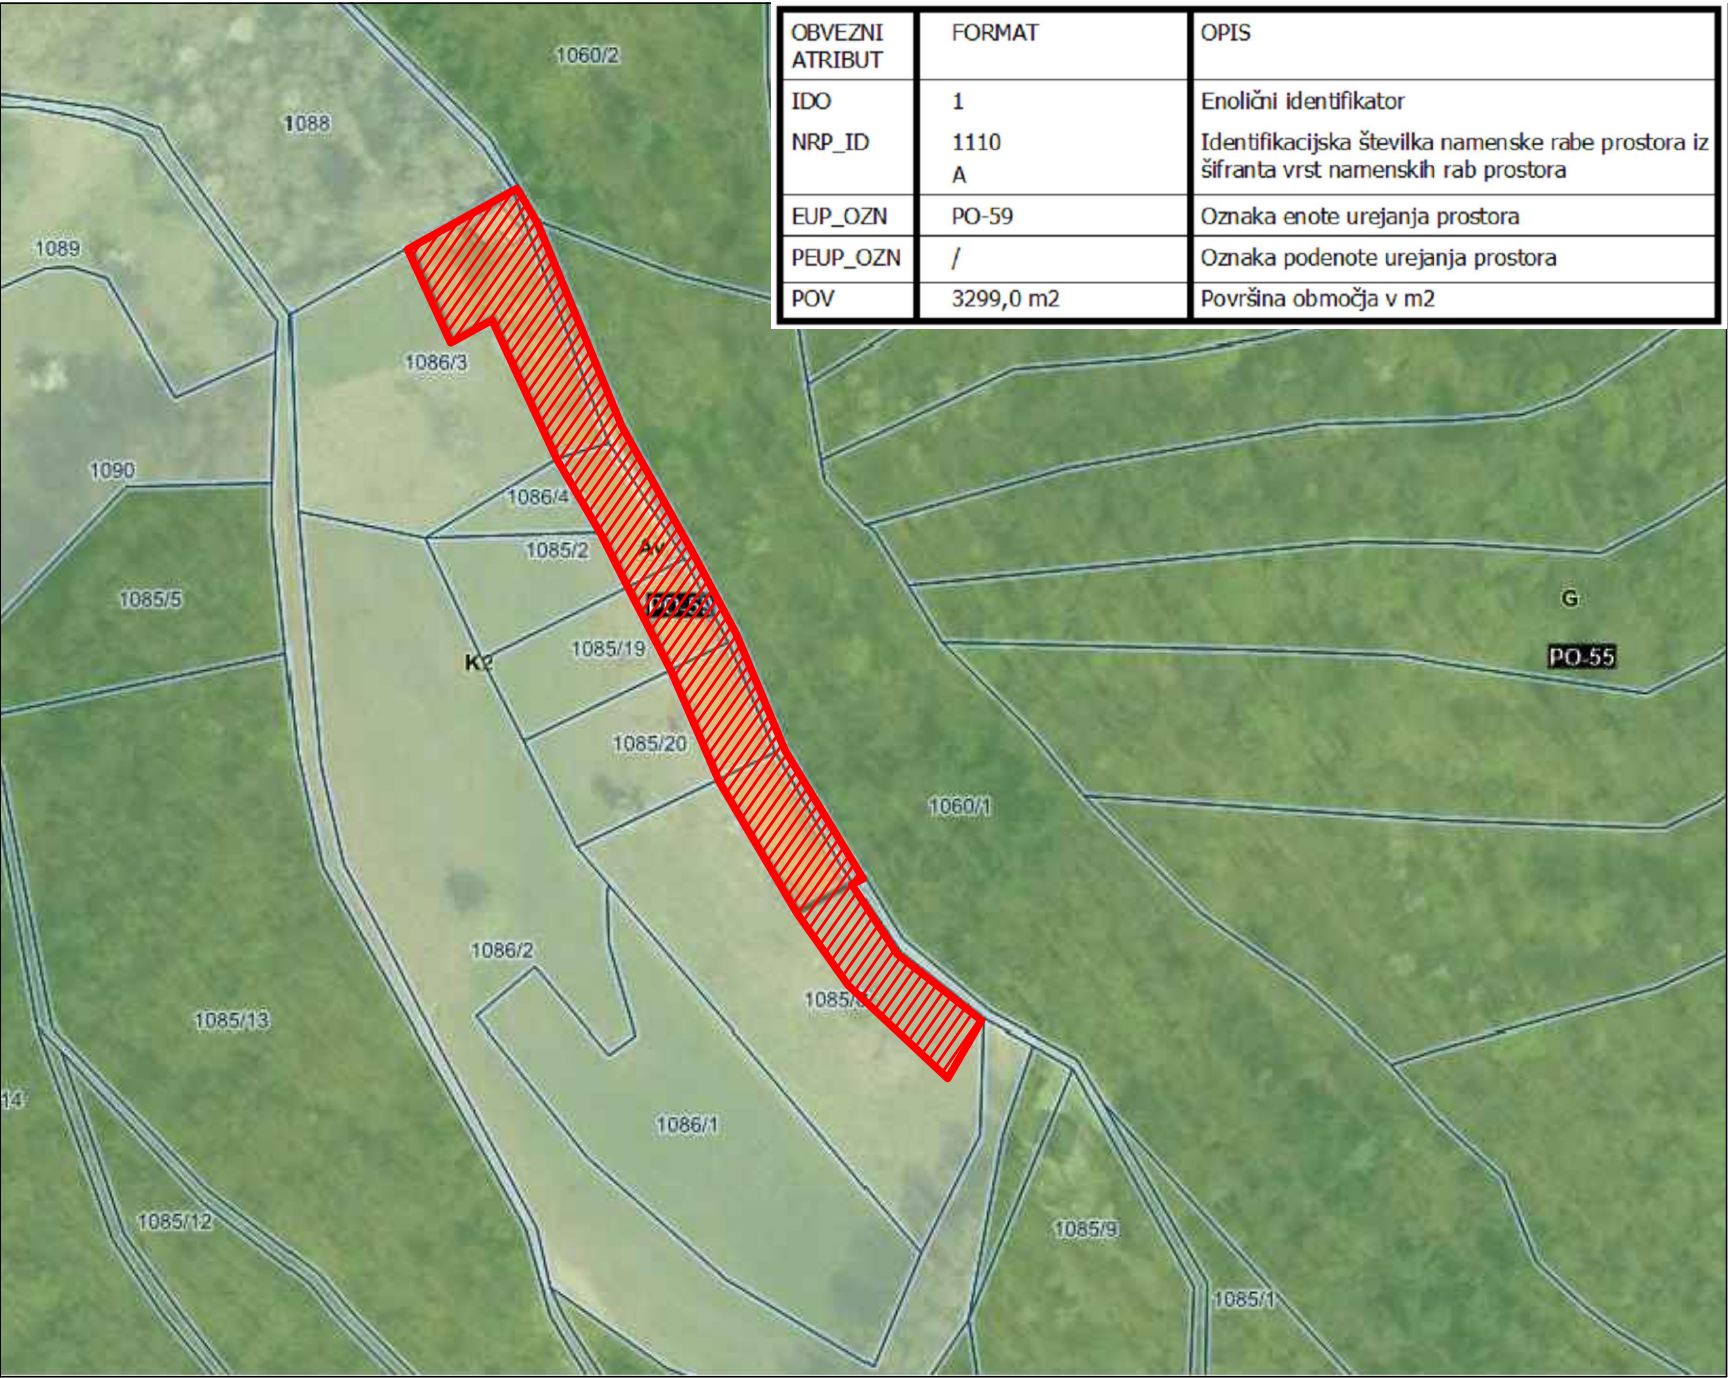 OBVEZNI ATRIBUT FORMAT OPIS
IDO 1 Enolični identifikator
NRP_ID 1110 A Identifikacijska številka namenske rabe prostora iz
šifranta vrst namenskih rab prostora
EUP_OZN PO-59 Oznaka enote urejanja prostora
PEUP_OZN / Oznaka podenote urejanja prostora
POV 3299,0 m2 Površina območja v m2
1060/2
1088
1089
1086/3
1090
1086/4
1085/2
Av
1085/5
G
1085/19
K2
PO-55
1085/20
1060/1
1086/2
1085/13
14
1086/1
1085/12
1085/9
1085/1